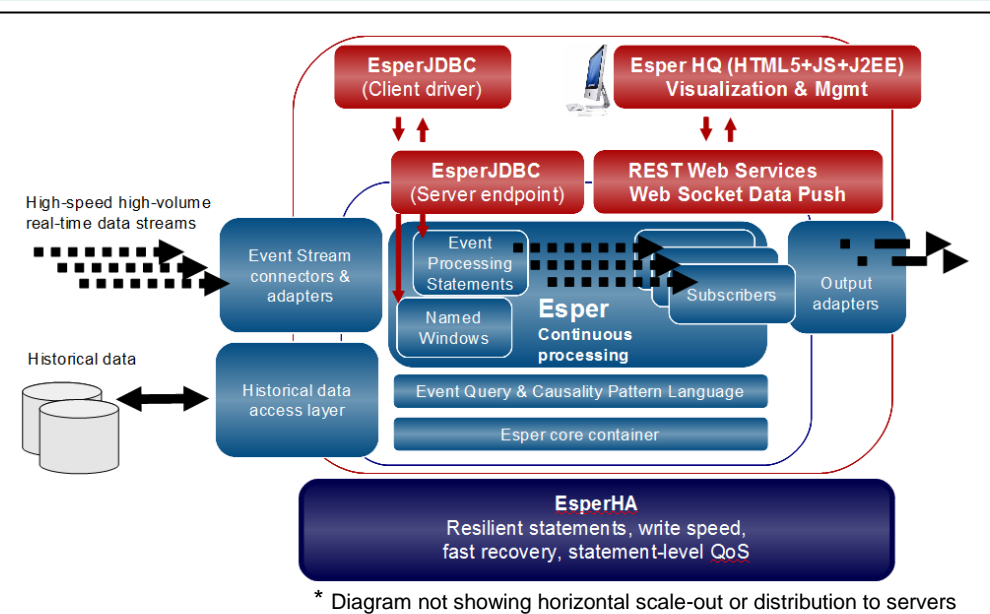 EsperJDBC
(Client driver)
Esper HQ (HTML5+JS+J2EE)
Visualization & Mgmt
EsperJDBC
(Server endpoint)
REST Web Services
Web Socket Data Push
High-speed high-volume
real-time data streams
Event Stream
connectors &
adapters
Event
Processing
Statements
Named
Windows
Esper
Continuous
processing
Subscribers
Output
adapters
Historical data
Historical data
access layer
Event Query & Causality Pattern Language
Esper core container
EsperHA
Resilient statements, write speed,
fast recovery, statement-level QoS
* Diagram not showing horizontal scale-out or distribution to servers